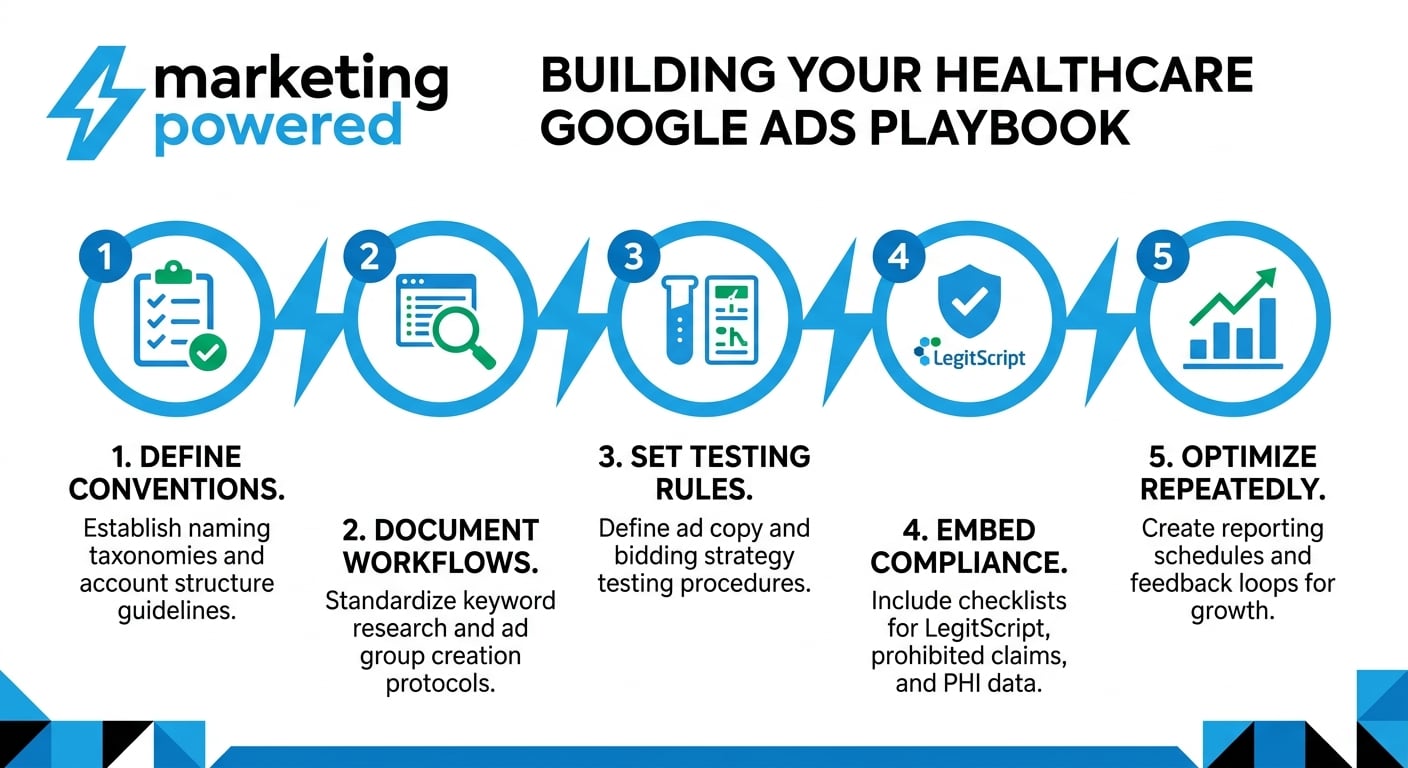 marketing
powered
BUILDING YOUR HEALTHCARE
GOOGLE ADS PLAYBOOK
1
2
3
4
5
LegitScript
1. DEFINE
CONVENTIONS.
Establish naming
taxonomies and
account structure
guidelines.
2. DOCUMENT
WORKFLOWS.
Standardize keyword
research and ad
group creation
protocols.
3. SET TESTING
RULES.
Define ad copy and
bidding strategy
testing procedures.
4. EMBED
COMPLIANCE.
Include checklists
for LegitScript,
prohibited claims,
and PHI data.
5. OPTIMIZE
REPEATEDLY.
Create reporting
schedules and
feedback loops for
growth.